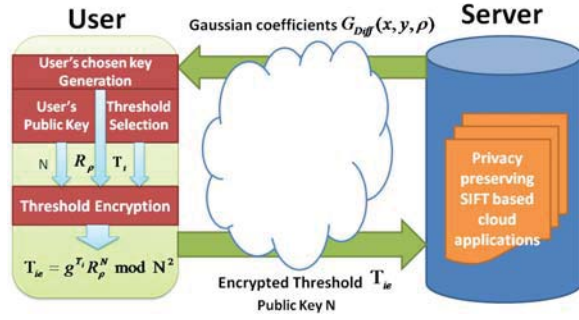 User
Gaussian coefficients G_Diff(x, y, ρ)
Server
User's chosen key
Generation
User's
Public Key
Threshold
Selection
N
R_ρ
T_i
Threshold Encryption
T_ie = g^{T_i} R_ρ^N mod N^2
Privacy
preserving
SIFT based
cloud
applications
Encrypted Threshold T_ie
Public Key N